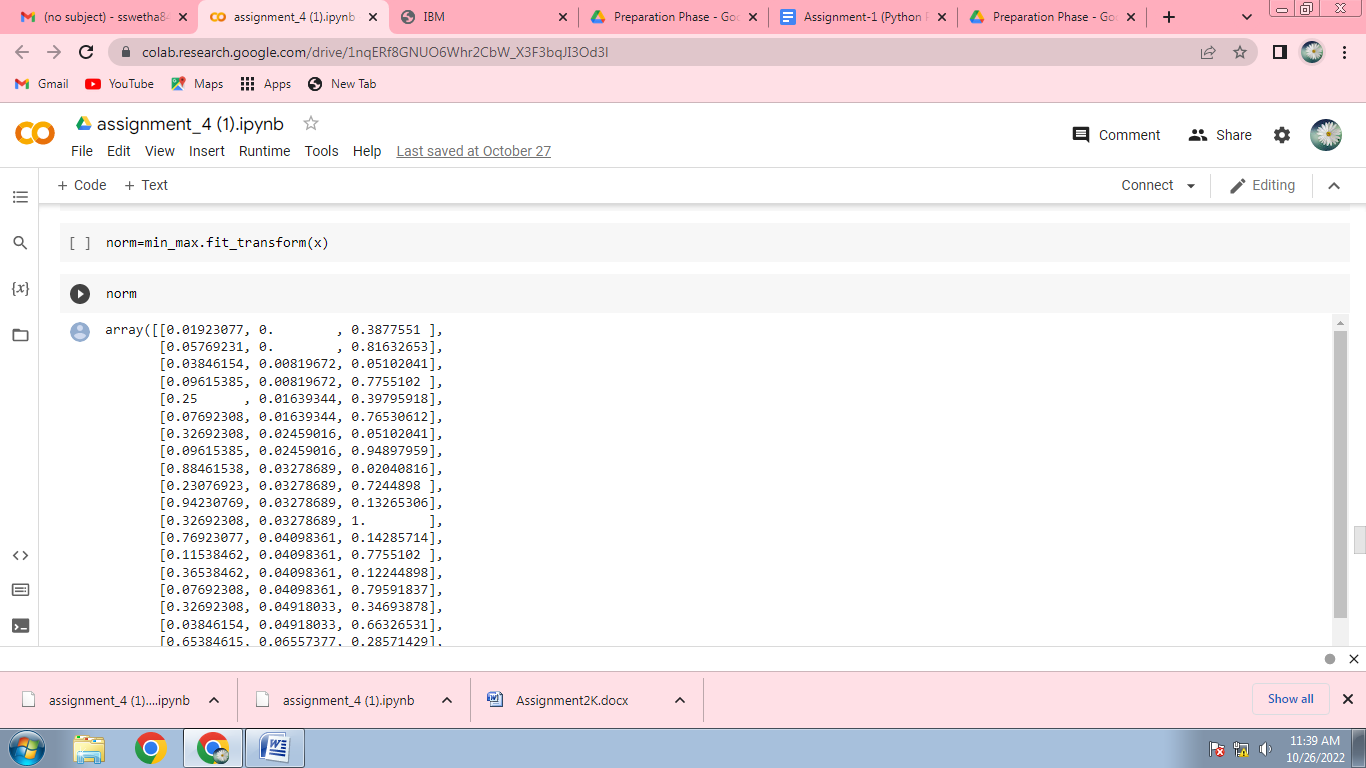 (no subject) - sswetha84
assignment_4 (1).ipynb
IBM
Preparation Phase - Goo
Assignment-1 (Python P
Preparation Phase - Goo
colab.research.google.com/drive/1nqERf8GNUO6Whr2CbW_X3F3bqJI3Od3I
Gmail YouTube Maps Apps New Tab
assignment_4 (1).ipynb
Comment Share
File Edit View Insert Runtime Tools Help Last saved at October 27
+ Code + Text Connect Editing
[ ] norm=min_max.fit_transform(x)
norm
array([[0.01923077, 0.        , 0.3877551 ],
[0.05769231, 0.        , 0.81632653],
[0.03846154, 0.00819672, 0.05102041],
[0.09615385, 0.00819672, 0.7755102 ],
[0.25      , 0.01639344, 0.39795918],
[0.07692308, 0.01639344, 0.76530612],
[0.32692308, 0.02459016, 0.05102041],
[0.09615385, 0.02459016, 0.94897959],
[0.88461538, 0.03278689, 0.02040816],
[0.23076923, 0.03278689, 0.7244898 ],
[0.94230769, 0.03278689, 0.13265306],
[0.32692308, 0.03278689, 1.        ],
[0.76923077, 0.04098361, 0.14285714],
[0.11538462, 0.04098361, 0.7755102 ],
[0.36538462, 0.04098361, 0.12244898],
[0.07692308, 0.04098361, 0.79591837],
[0.32692308, 0.04918033, 0.34693878],
[0.03846154, 0.04918033, 0.66326531],
[0.65384615, 0.06557377, 0.28571429],
assignment_4 (1)....ipynb
assignment_4 (1).ipynb
Assignment2K.docx
Show all
11:39 AM
10/26/2022